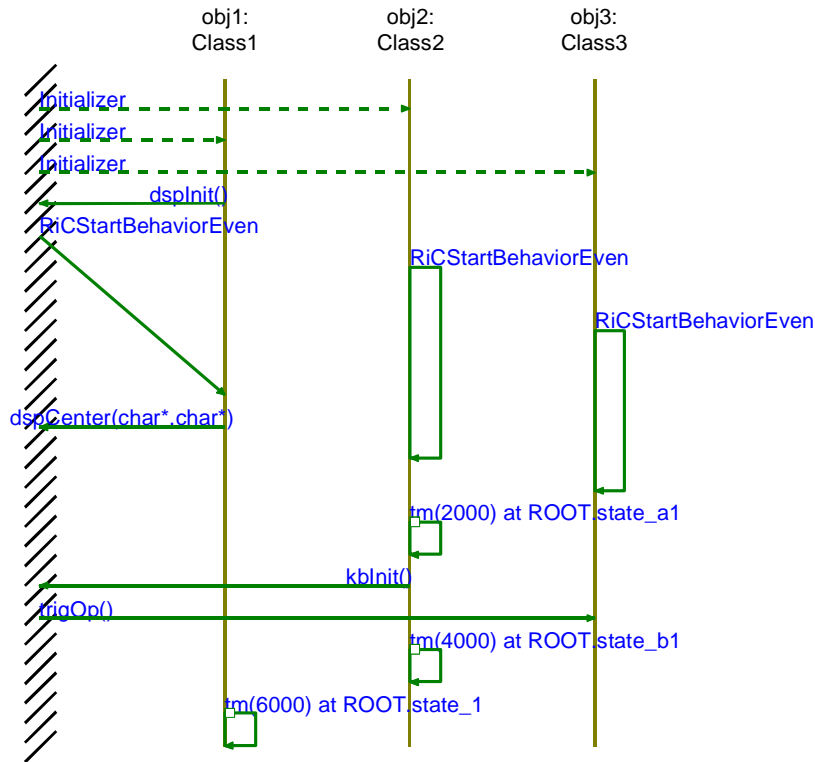 obj1:
Class1
obj2:
Class2
obj3:
Class3
Initializer
Initializer
Initializer
dspInit()
RiCStartBehaviorEven
RiCStartBehaviorEven
RiCStartBehaviorEven
dspCenter(char*,char*)
tm(2000) at ROOT.state_a1
kbInit()
trigOp()
tm(4000) at ROOT.state_b1
tm(6000) at ROOT.state_1